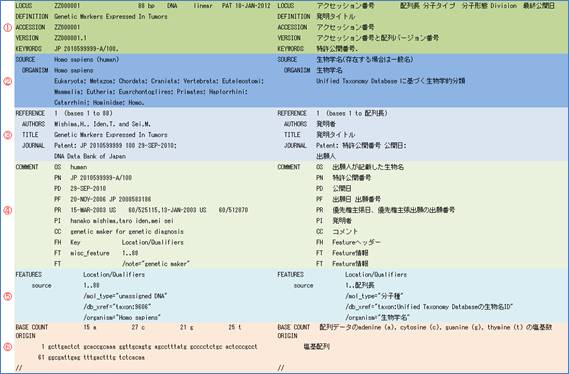 LOCUS ZZ000001 88 bp DNA linear PAT 18-JAN-2012
LOCUS アクセッション番号 配列長 分子タイプ 分子形態 Division 最終公開日
①
DEFINITION Genetic Markers Expressed In Tumors
DEFINITION 発明タイトル
ACCESSION ZZ000001
ACCESSION アクセッション番号
VERSION ZZ000001.1
VERSION アクセッション番号と配列バージョン番号
KEYWORDS JP 2010599999-A/100.
KEYWORDS 特許公開番号.
②
SOURCE Homo sapiens (human)
SOURCE 生物学名(存在する場合は一般名)
ORGANISM Homo sapiens
ORGANISM 生物学名
Eukaryota; Metazoa; Chordata; Craniata; Vertebrata; Euteleostomi;
Unified Taxonomy Database に基づく生物学的分類
Mammalia; Eutheria; Euarchontoglires; Primates; Haplorrhini;
Catarrhini; Hominidae; Homo.
③
REFERENCE 1 (bases 1 to 88)
REFERENCE 1 (bases 1 to 配列長)
AUTHORS Mishima,H., Iden,T. and Sei,M.
AUTHORS 発明者
TITLE Genetic Markers Expressed In Tumors
TITLE 発明タイトル
JOURNAL Patent: JP 2010599999 100 29-SEP-2010;
JOURNAL Patent: 特許公開番号 公開日;
DNA Data Bank of Japan
出願人
④
COMMENT OS human
COMMENT OS 出願人が記載した生物名
PN JP 2010599999-A/100
PN 特許公開番号
PD 29-SEP-2010
PD 公開日
PF 20-NOV-2006 JP 2008583186
PF 出願日 出願番号
PR 15-MAR-2003 US 60/525115,13-JAN-2003 US 60/512870
PR 優先権主張日、優先権主張出願の出願番号
PI hanako mishima,taro iden,mei sei
PI 発明者
CC genetic maker for genetic diagnosis
CC コメント
FH Key Location/Qualifiers
FH Featureヘッダー
FT misc_feature 1..88
FT Feature情報
FT /note="genetic maker"
FT Feature情報
⑤
FEATURES Location/Qualifiers
FEATURES Location/Qualifiers
source 1..88
source 1..配列長
/mol_type="unassigned DNA"
/mol_type="分子種"
/db_xref="taxon:9606"
/db_xref="taxon:Unified Taxonomy Databaseの生物名ID"
/organism="Homo sapiens"
/organism="生物学名"
⑥
BASE COUNT 15 a 27 c 21 g 25 t
BASE COUNT 配列データのadenine (a), cytosine (c), guanine (g), thymine (t) の塩基数
ORIGIN
ORIGIN
1 gcttgactct gcaccgcaaa ggttgcagtg agcctttatg gcccctctgc actcccgcct
塩基配列
61 ggcgattgag tttgactttg tctcacaa
//
//